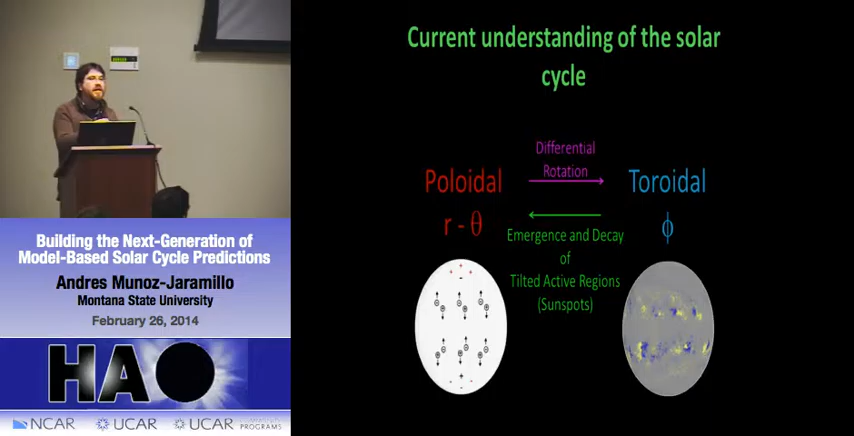 Current understanding of the solar
cycle
Differential
Rotation
Poloidal
Toroidal
r - θ
ϕ
Emergence and Decay
of
Tilted Active Regions
(Sunspots)
Building the Next-Generation of
Model-Based Solar Cycle Predictions
Andres Munoz-Jaramillo
Montana State University
February 26, 2014
HAO
NCAR
UCAR
UCAR
PROGRAMS